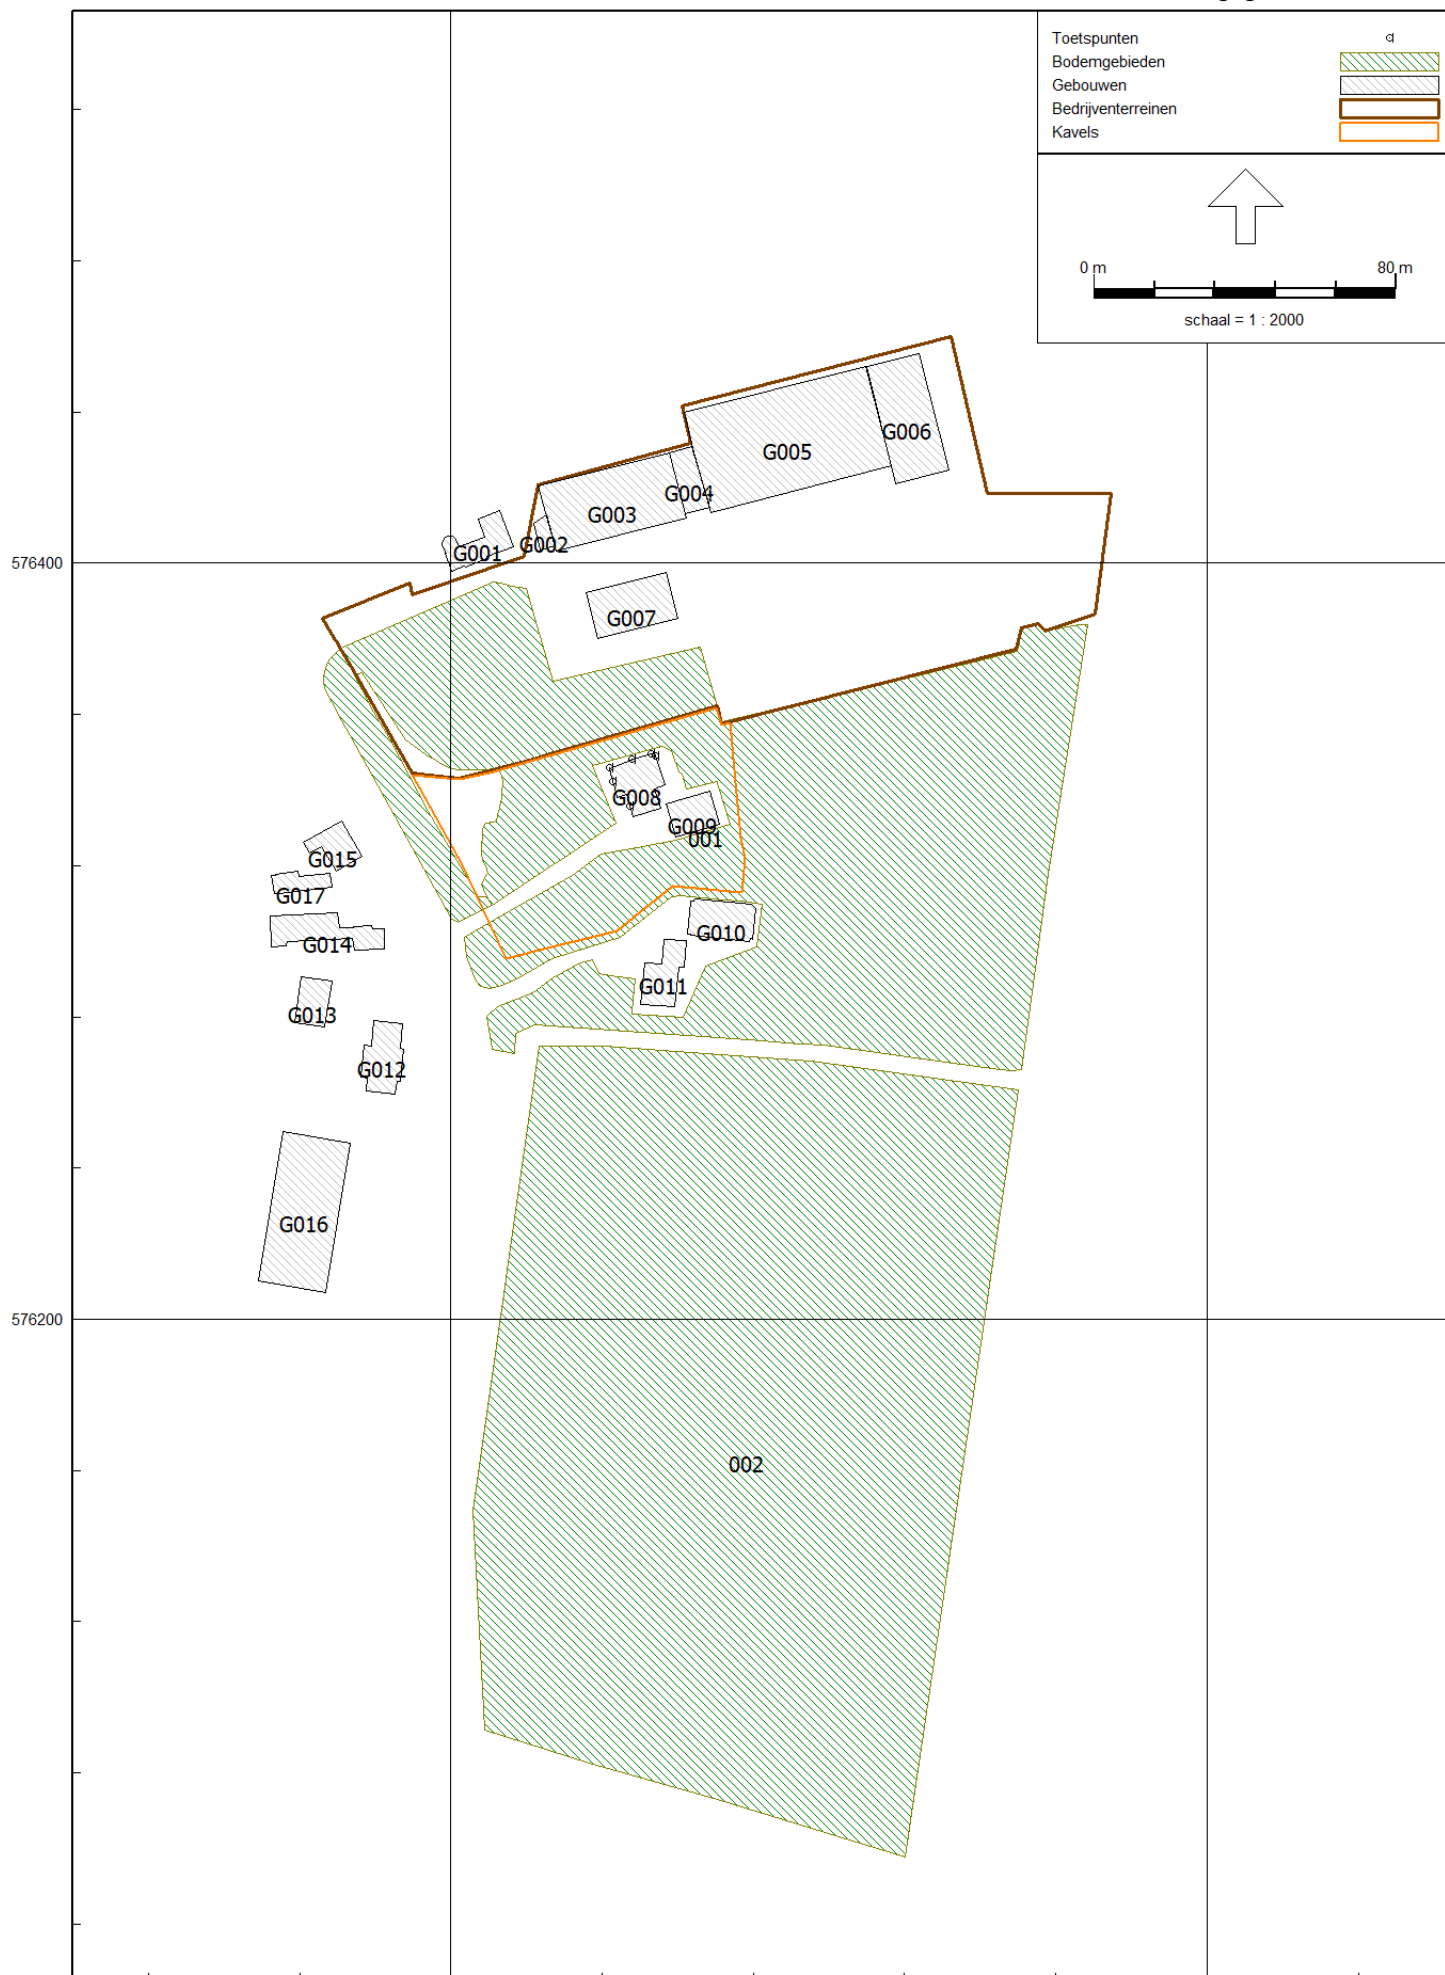 Toetspunten
Bodemgebieden
Gebouwen
Bedrijventerreinen
Kavels
0 m 80 m
schaal = 1 : 2000
G006
G005
G004
G003
G002
G001
576400
G007
G008
G009
001
G015
G017
G010
G014
G011
G013
G012
G016
576200
002